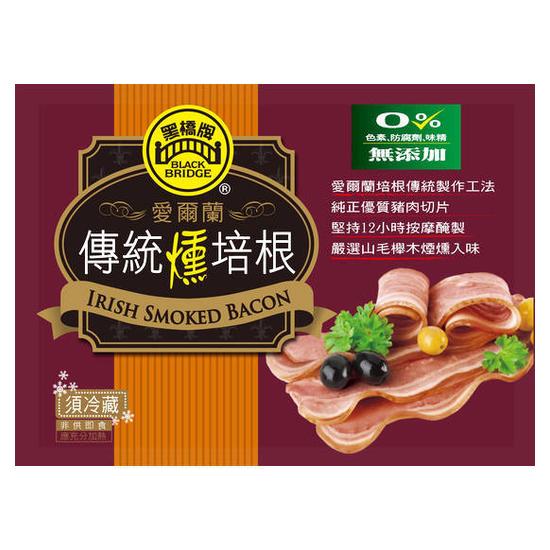 黑橋牌
BLACK
BRIDGE
®
愛爾蘭
傳統燻培根
IRISH SMOKED BACON
0%
色素、防腐劑、味精
無添加
愛爾蘭培根傳統製作工法
純正優質豬肉切片
堅持12小時按摩醃製
嚴選山毛櫸木煙燻入味
須冷藏
非供即食
應充分加熱